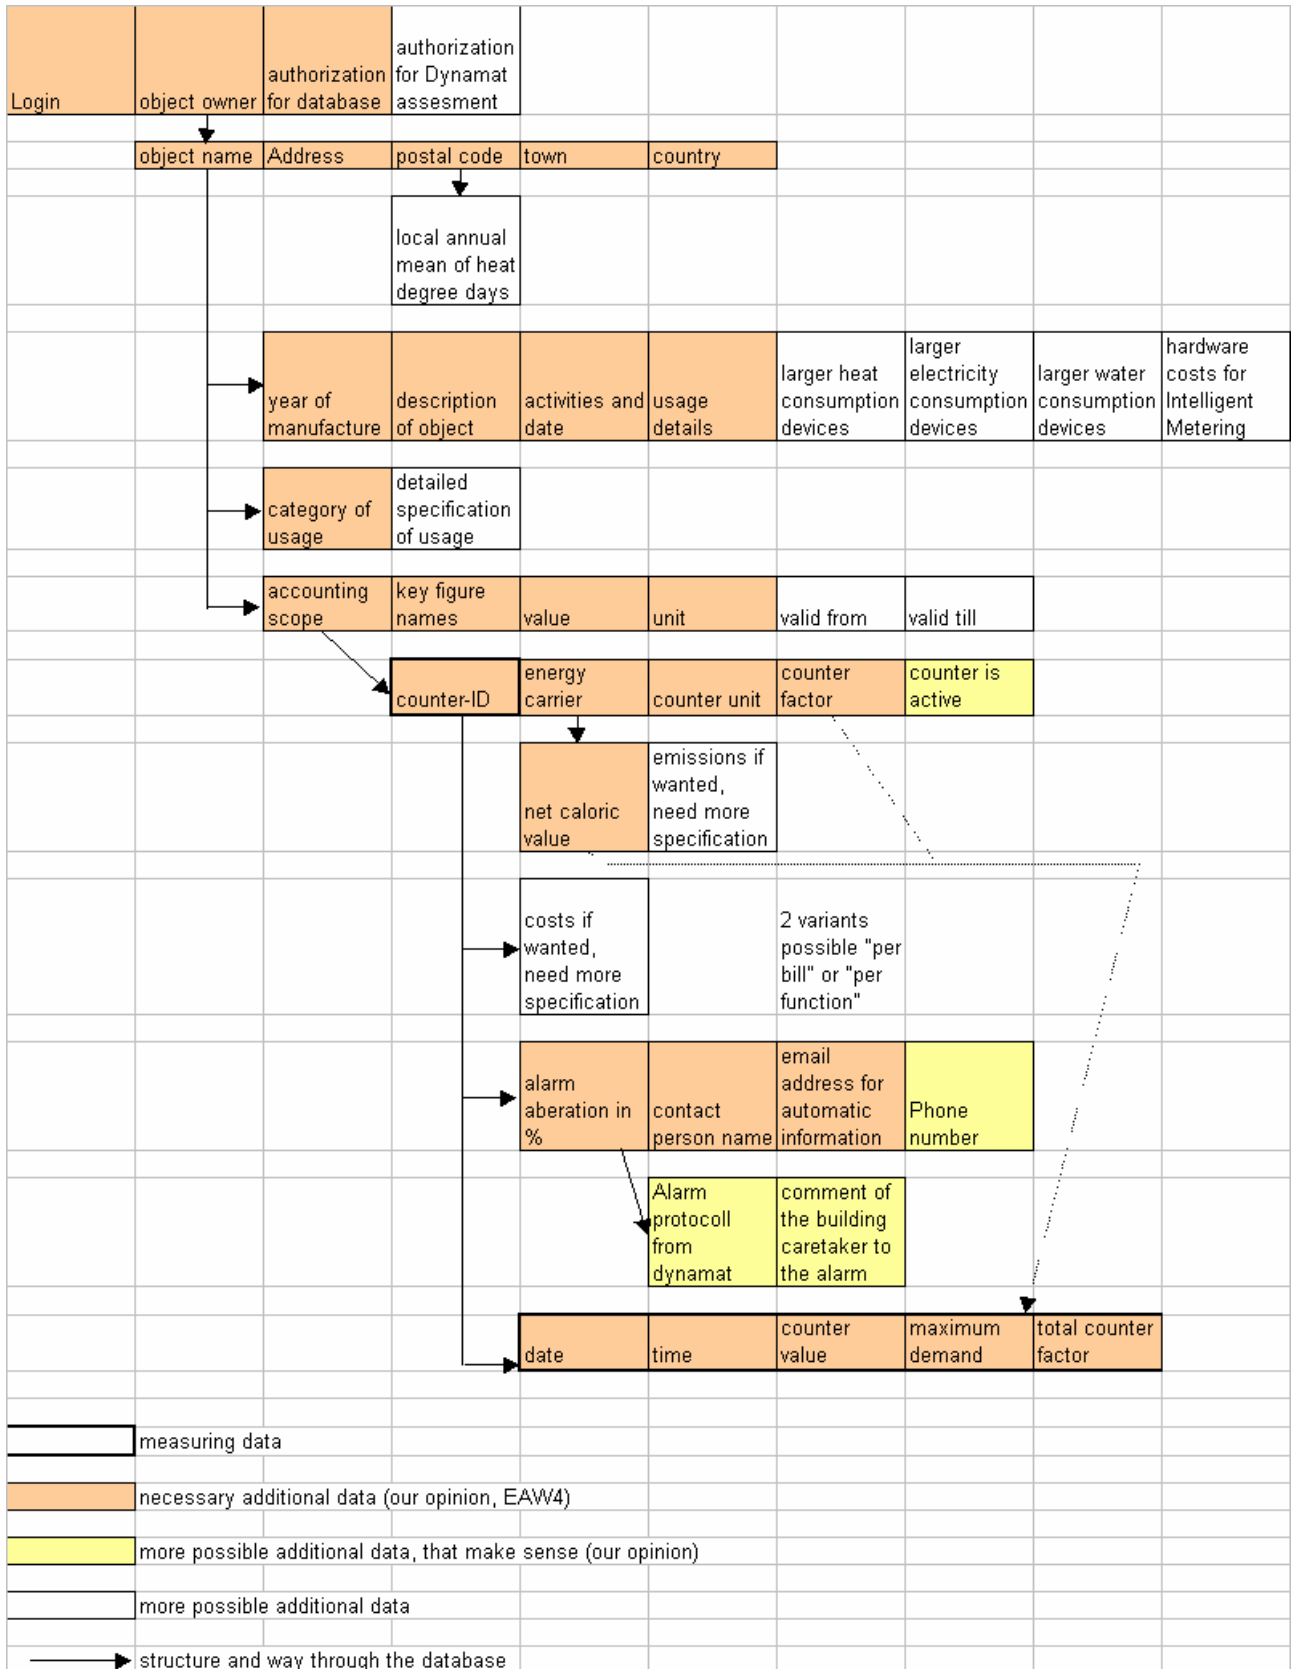 Login
object owner
authorization
for database
authorization
for Dynamat
assesment
object name
Address
postal code
town
country
local annual
mean of heat
degree days
year of
manufacture
description
of object
activities and
date
usage
details
larger heat
consumption
devices
larger
electricity
consumption
devices
larger water
consumption
devices
hardware
costs for
Intelligent
Metering
category of
usage
detailed
specification
of usage
accounting
scope
key figure
names
value
unit
valid from
valid till
counter-ID
energy
carrier
counter unit
counter
factor
counter is
active
net caloric
value
emissions if
wanted,
need more
specification
costs if
wanted,
need more
specification
2 variants
possible "per
bill" or "per
function"
alarm
aberation in
%
contact
person name
email
address for
automatic
information
Phone
number
Alarm
protocoll
from
dynamat
comment of
the building
caretaker to
the alarm
date
time
counter
value
maximum
demand
total counter
factor
measuring data
necessary additional data (our opinion, EAW4)
more possible additional data, that make sense (our opinion)
more possible additional data
structure and way through the database